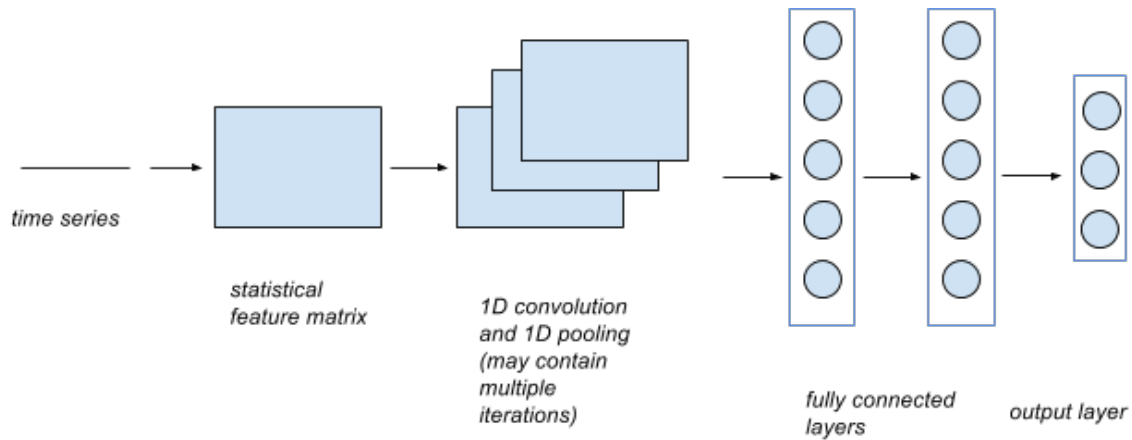 time series
statistical
feature matrix
1D convolution
and 1D pooling
(may contain
multiple
iterations)
fully connected
layers
output layer